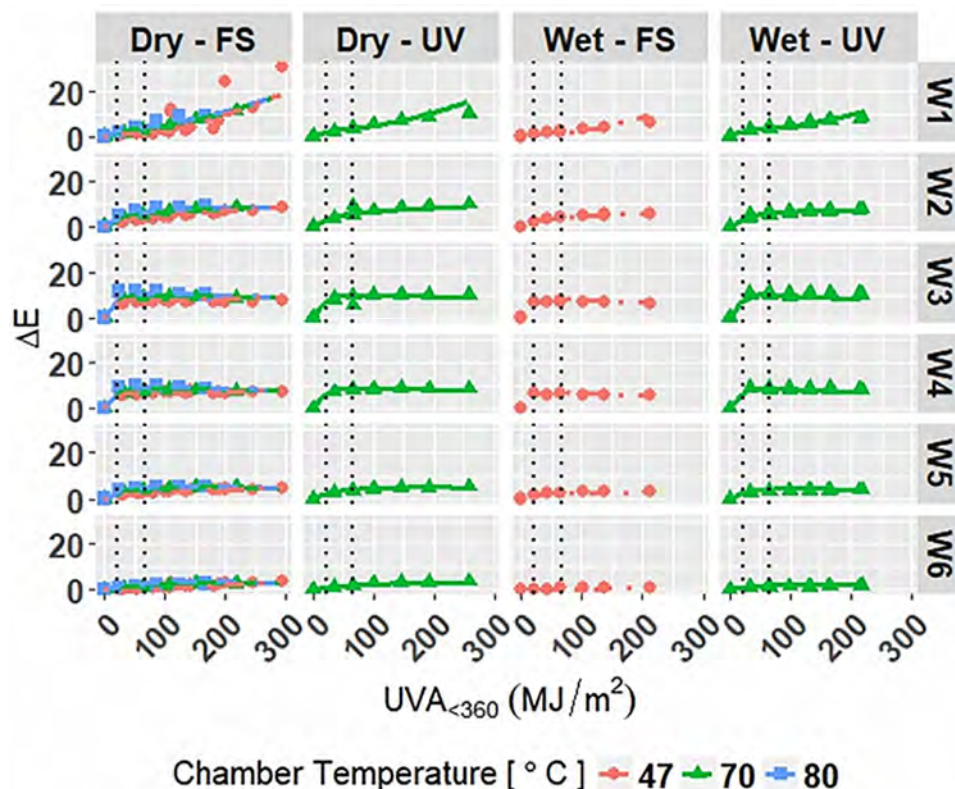 Dry - FS Dry - UV Wet - FS Wet - UV
20
0
W1
20
0
W2
20
0
W3
20
0
W4
20
0
W5
20
0
W6
ΔE
0 100 200 300 0 100 200 300 0 100 200 300 0 100 200 300
UVA<360 (MJ/m²)
Chamber Temperature [ ° C ] 47 70 80